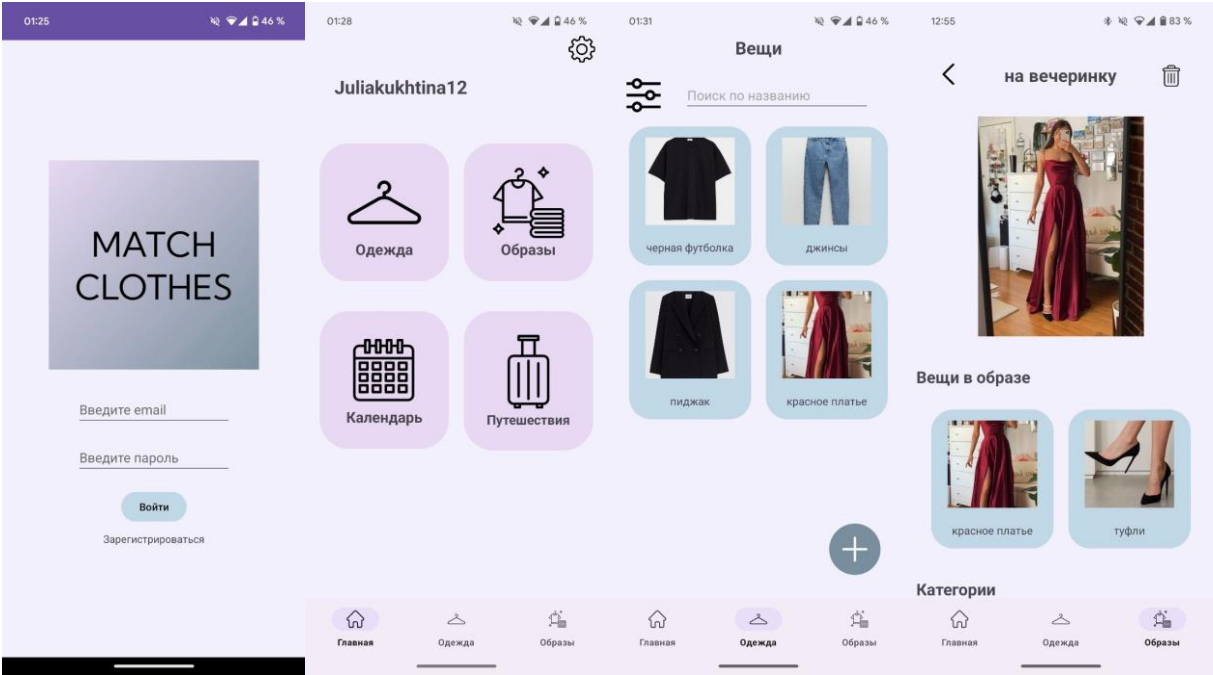 01:25
46 %
MATCH
CLOTHES
Введите email
Введите пароль
Войти
Зарегистрироваться
01:28
46 %
Juliakukhtina12
Одежда
Образы
Календарь
Путешествия
Главная
Одежда
Образы
01:31
46 %
Вещи
Поиск по названию
черная футболка
джинсы
пиджак
красное платье
Главная
Одежда
Образы
12:55
83 %
на вечеринку
Вещи в образе
красное платье
туфли
Категории
Главная
Одежда
Образы